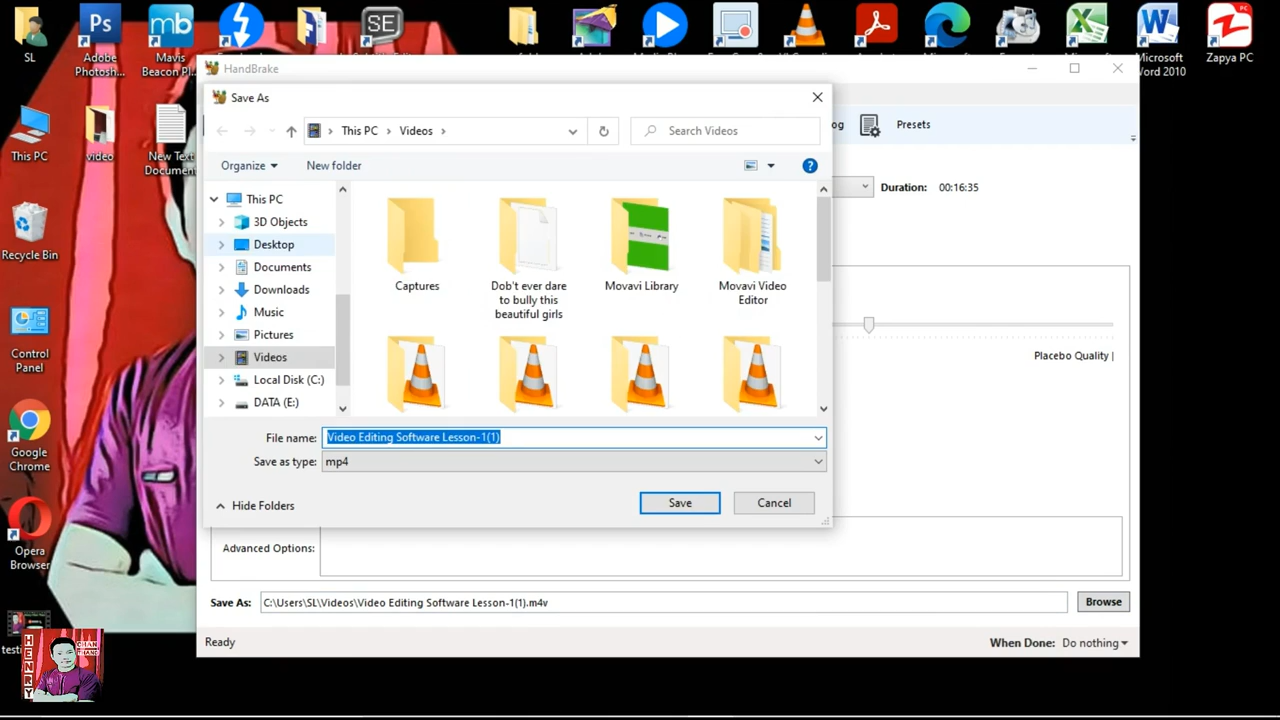 SL
Adobe
Photosh...
Mavis
Beacon Pl...
Microsoft
Word 2010
Zapya PC
HandBrake
Save As
This PC
Videos
Search Videos
og
Presets
This PC
video
New Text
Document
Organize
New folder
Duration: 00:16:35
This PC
3D Objects
Desktop
Documents
Downloads
Music
Pictures
Videos
Local Disk (C:)
DATA (E:)
Captures
Dob't ever dare
to bully this
beautiful girls
Movavi Library
Movavi Video
Editor
Recycle Bin
Control
Panel
Google
Chrome
Opera
Browser
Placebo Quality |
File name: Video Editing Software Lesson-1(1)
Save as type: mp4
Hide Folders
Save
Cancel
Advanced Options:
Save As: C:\Users\SL\Videos\Video Editing Software Lesson-1(1).m4v
Browse
Ready
When Done: Do nothing
HENRY
CHAN
THAND